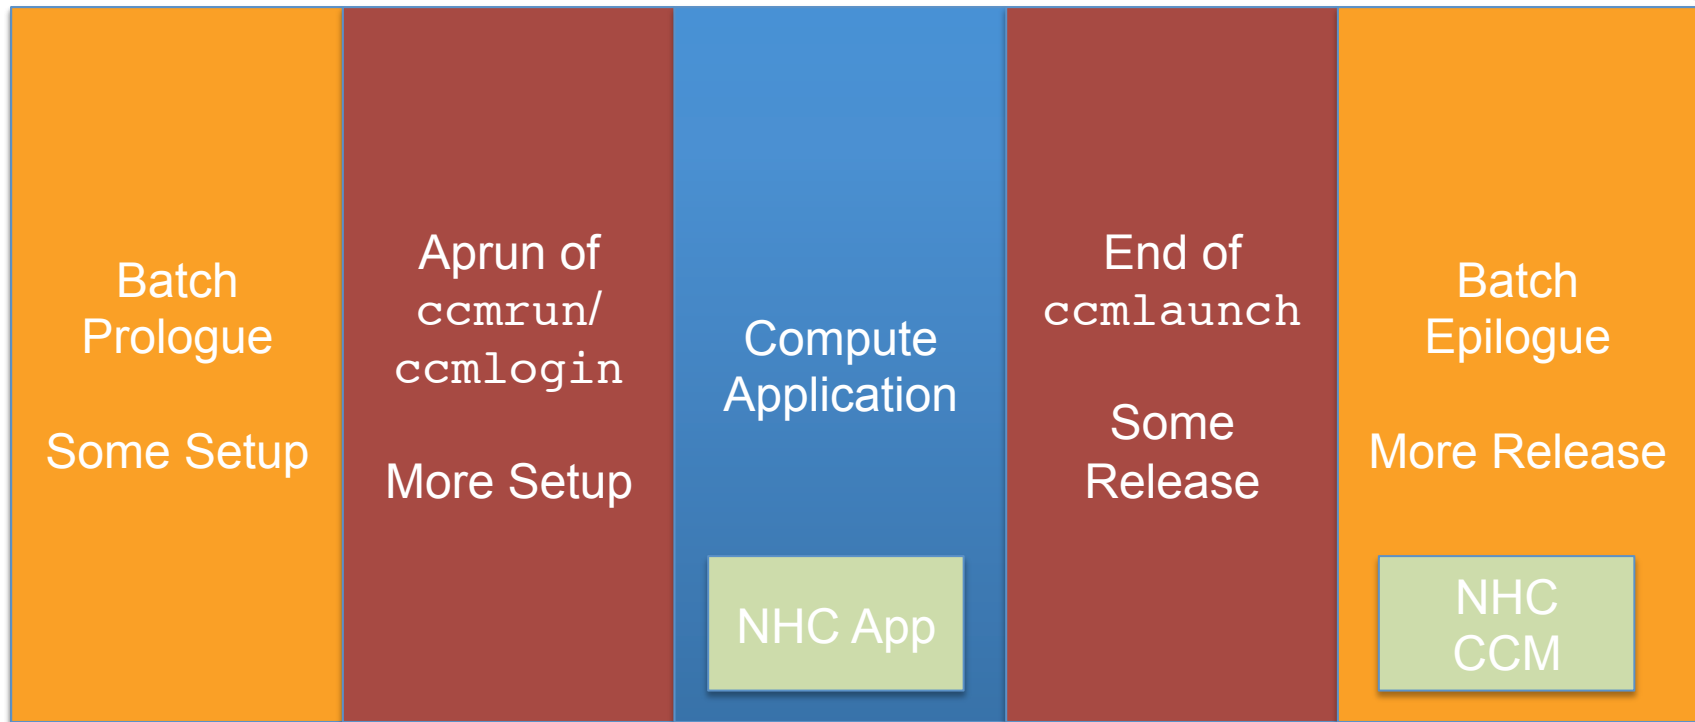 Batch
Prologue
Some Setup
Aprun of
ccmrun/
ccmlogin
More Setup
Compute
Application
NHC App
End of
ccmlaunch
Some
Release
Batch
Epilogue
More Release
NHC
CCM